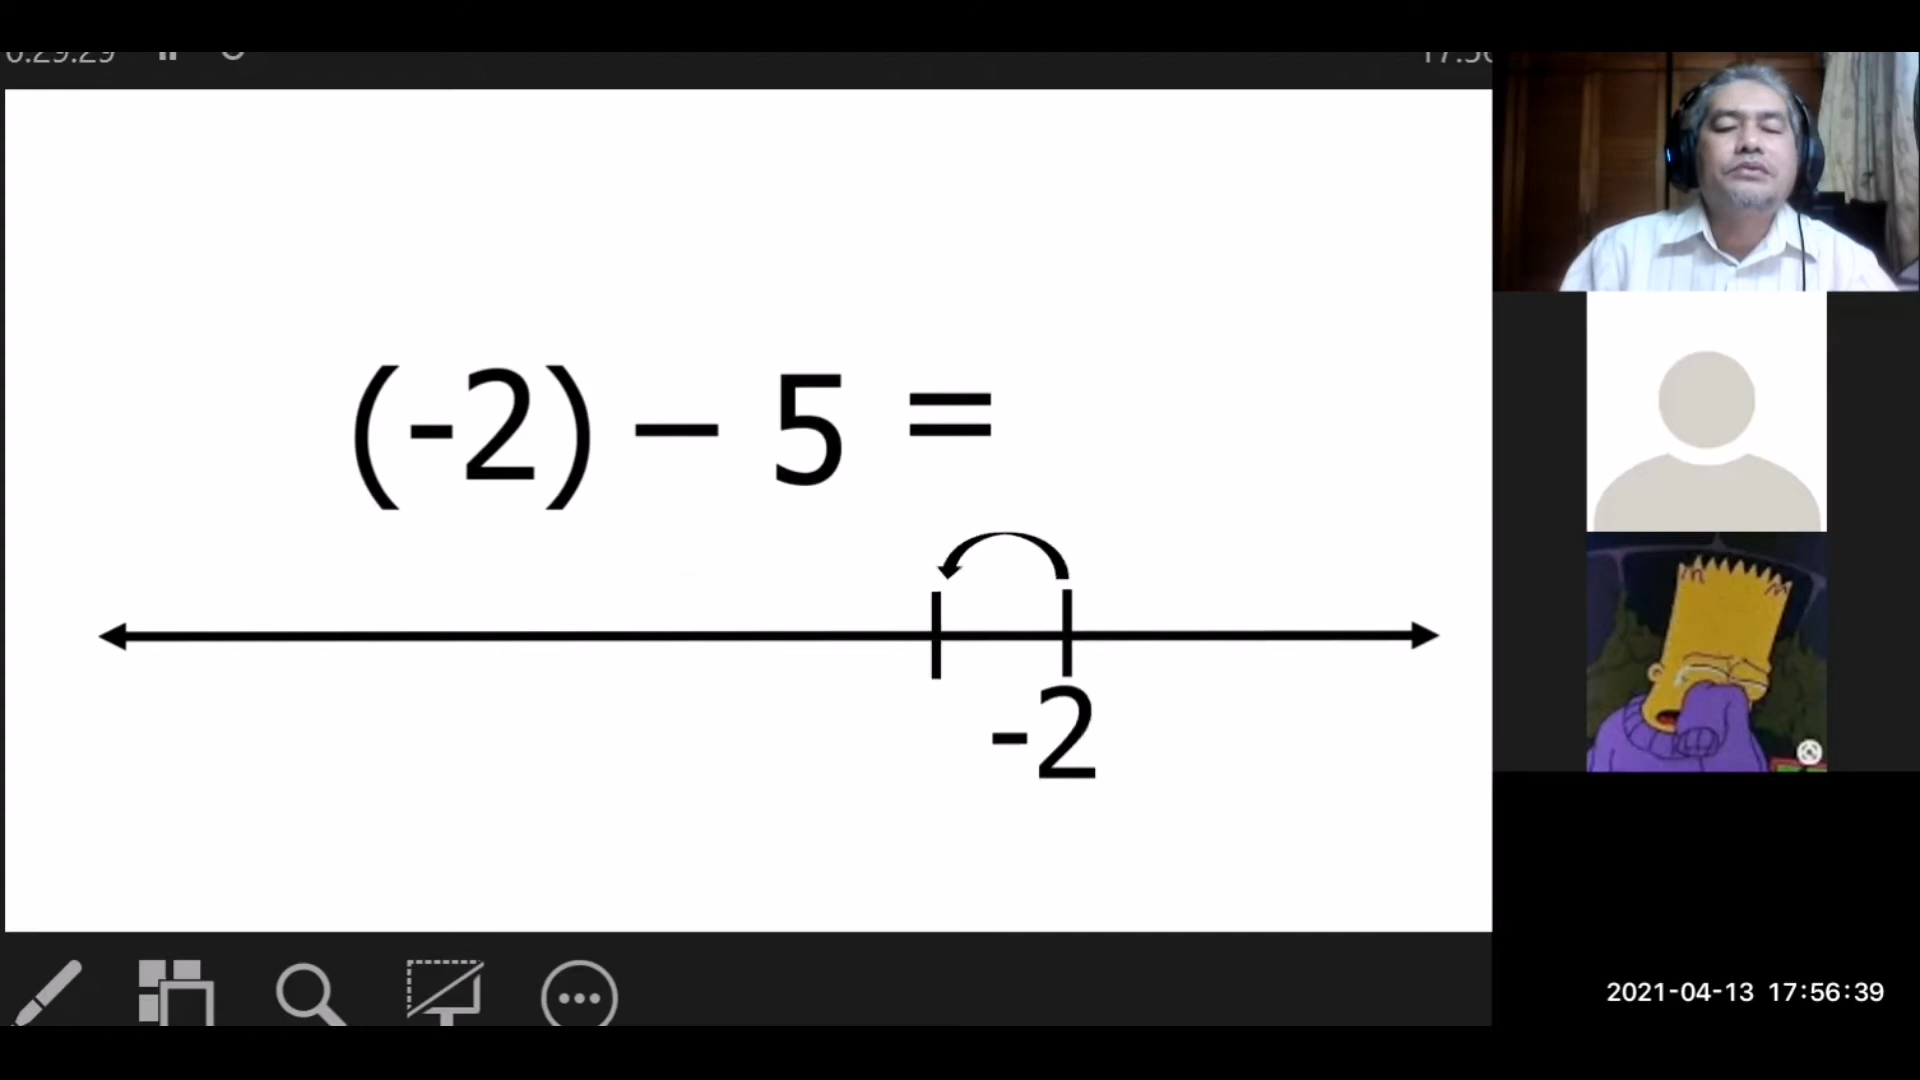 (-2) – 5 =
-2
2021-04-13 17:56:39